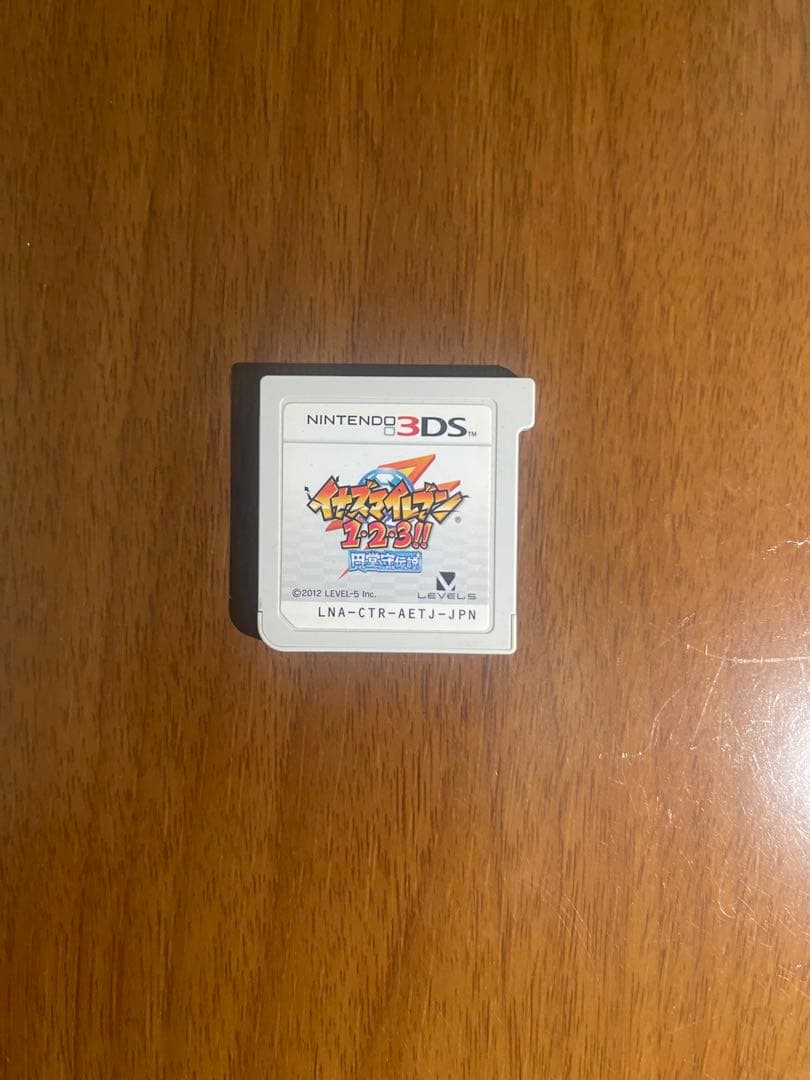 NINTENDO 3DS™
イナズマイレブン®
1・2・3!!
円堂守伝説
©2012 LEVEL-5 Inc.
LEVEL5
LNA-CTR-AETJ-JPN